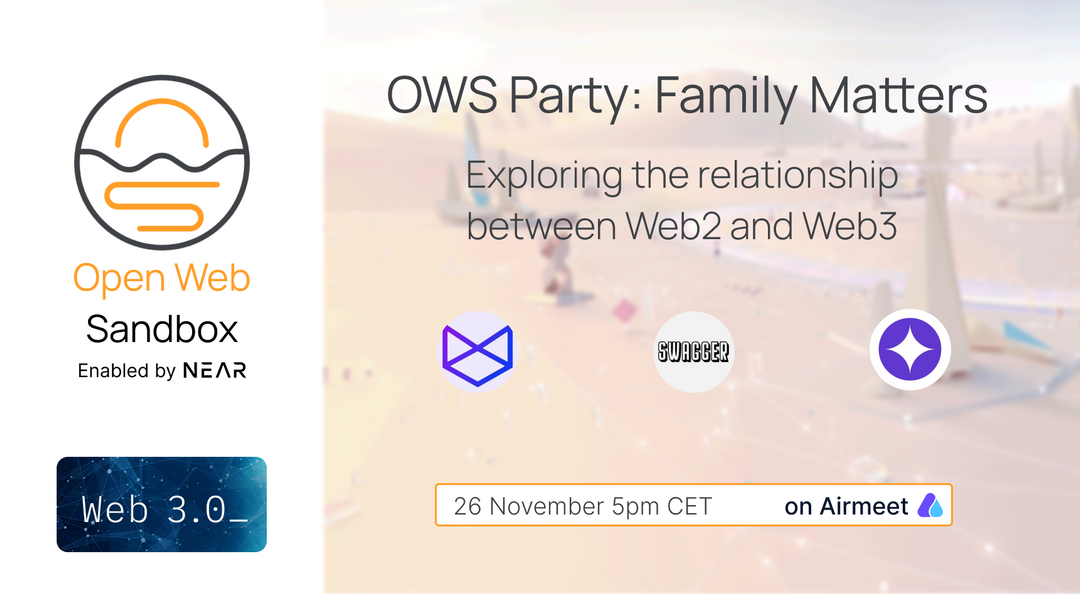 Open Web
Sandbox
Enabled by NEAR
Web 3.0_
OWS Party: Family Matters
Exploring the relationship
between Web2 and Web3
SWAGGER
26 November 5pm CET
on Airmeet